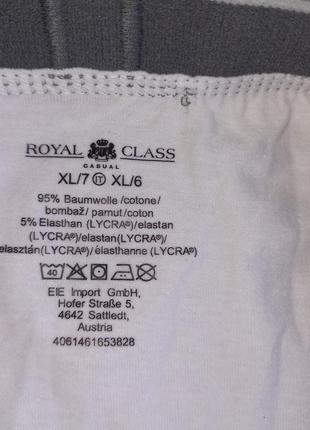 ROYAL CLASS
CASUAL
XL/7 IT XL/6
95% Baumwolle /cotone/
bombaž/ pamut/coton
5% Elasthan (LYCRA®)/elastan
(LYCRA®)/elastan(LYCRA®)/
elasztán(LYCRA®)/élasthanne (LYCRA®)
40
EIE Import GmbH,
Hofer Straße 5,
4642 Sattledt,
Austria
4061461653828